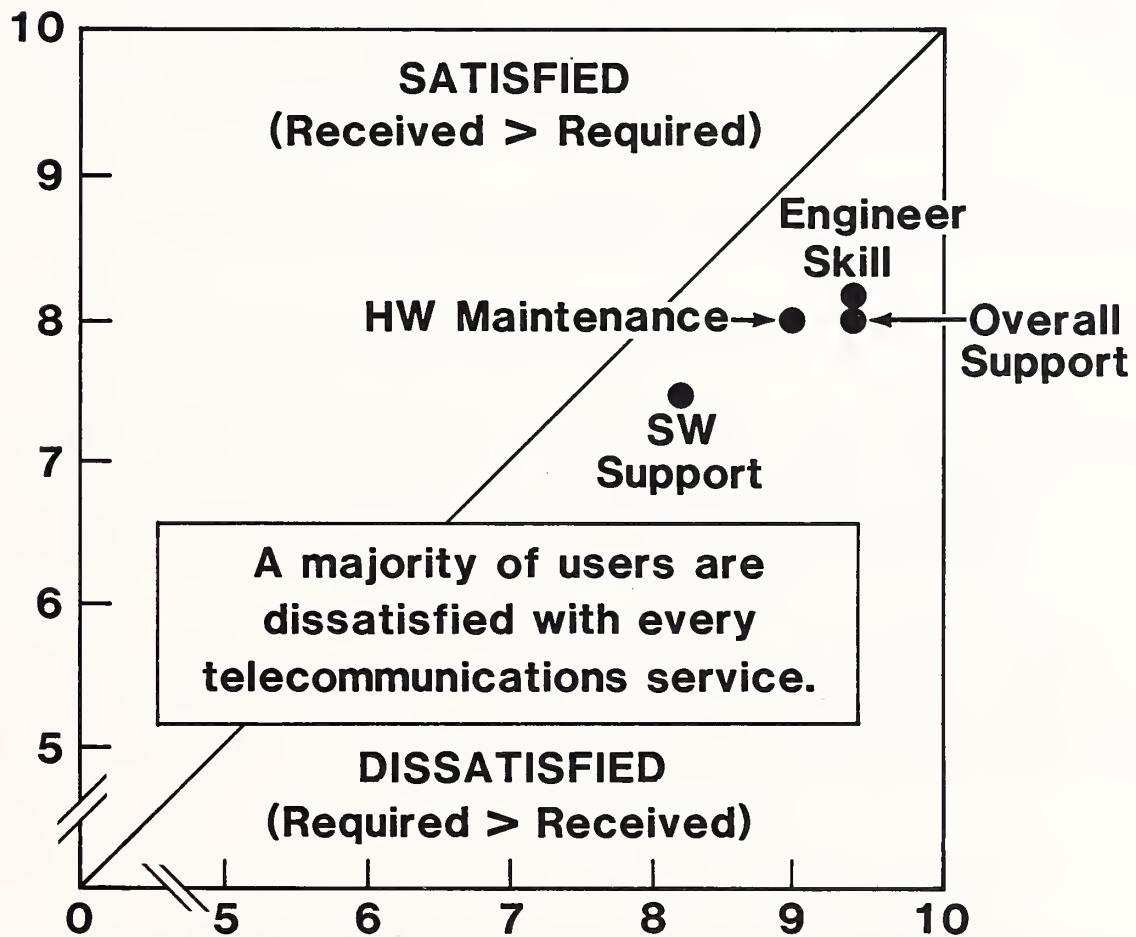 10
SATISFIED
(Received > Required)
9
Engineer
Skill
8
HW Maintenance
Overall
Support
SW
Support
7
A majority of users are
dissatisfied with every
telecommunications service.
6
5
DISSATISFIED
(Required > Received)
0 5 6 7 8 9 10